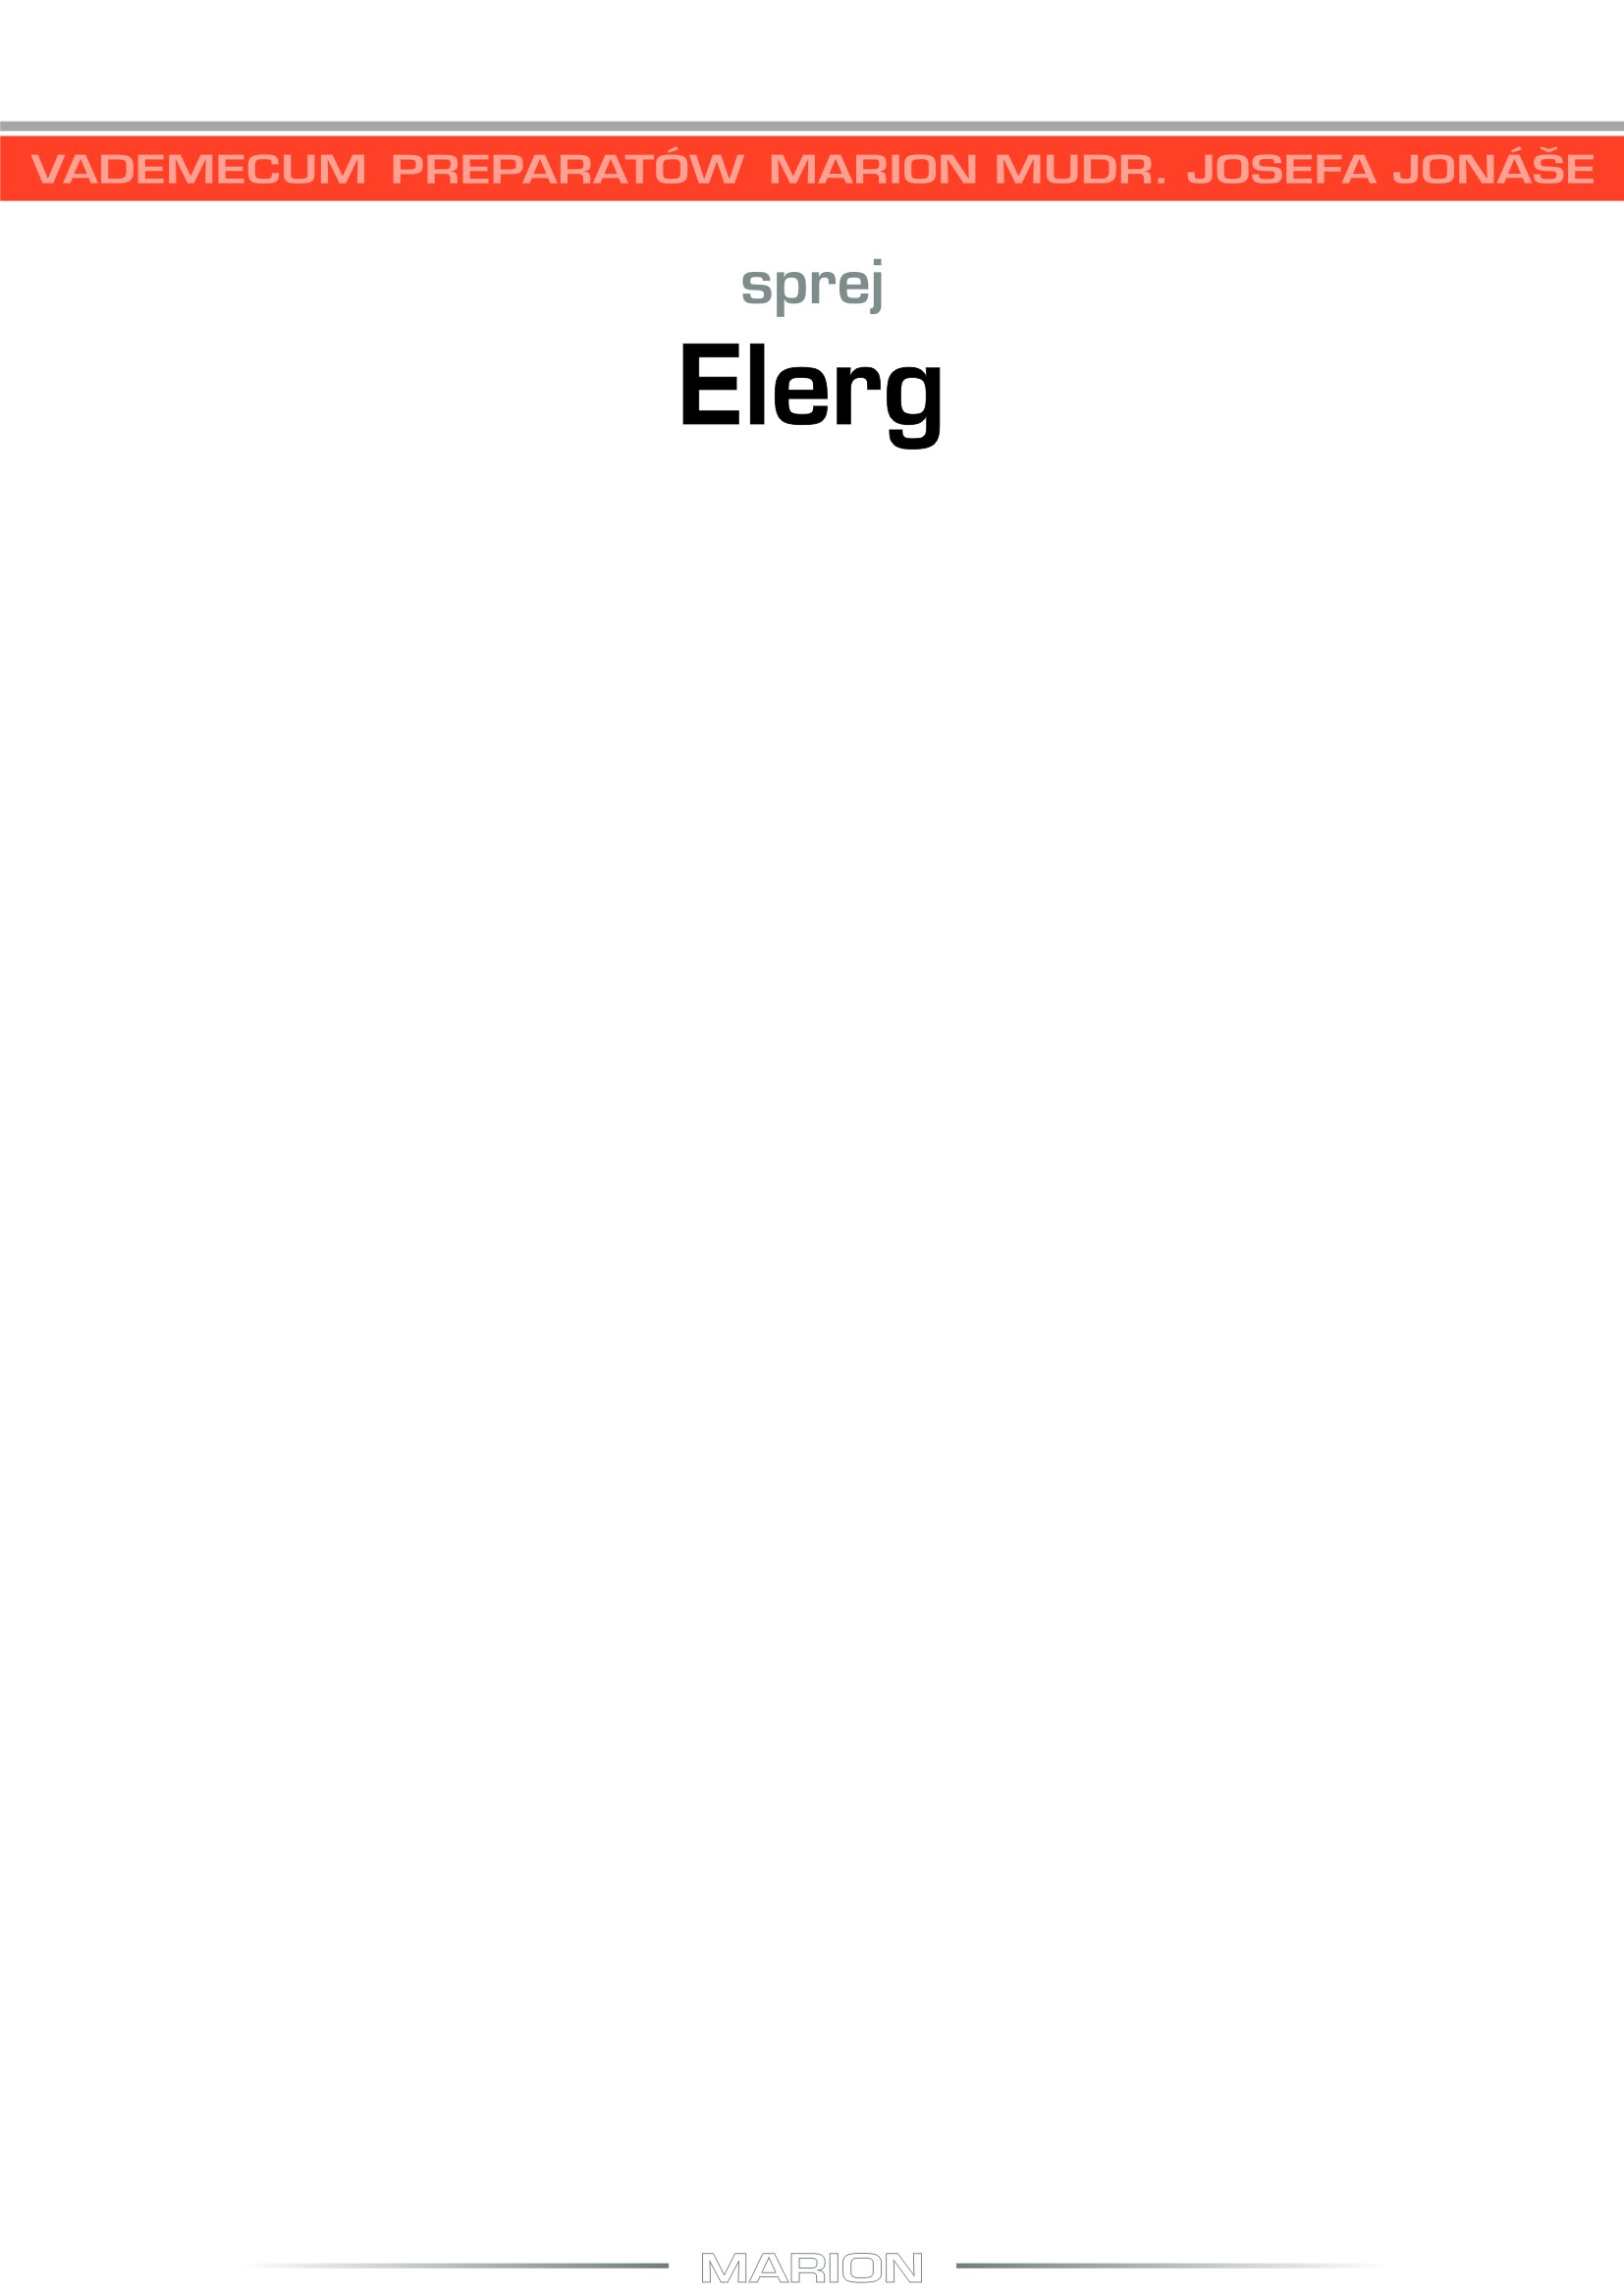 VADEMECUM PREPARATÓW MARION MUDR. JOSEFA JONÁŠE
sprej
Elerg
MARION